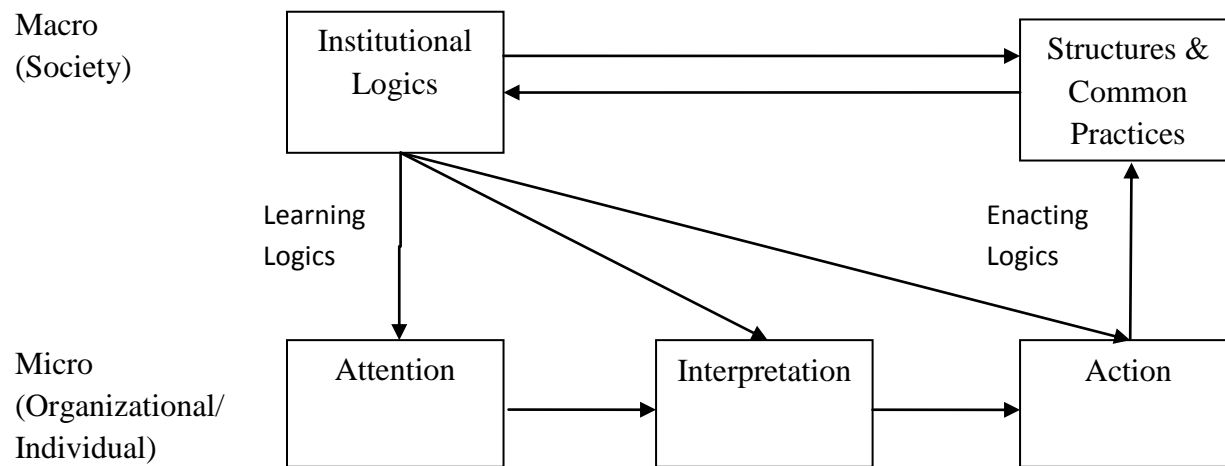 Macro
(Society)
Institutional
Logics
Structures &
Common
Practices
Learning
Logics
Enacting
Logics
Micro
(Organizational/
Individual)
Attention
Interpretation
Action